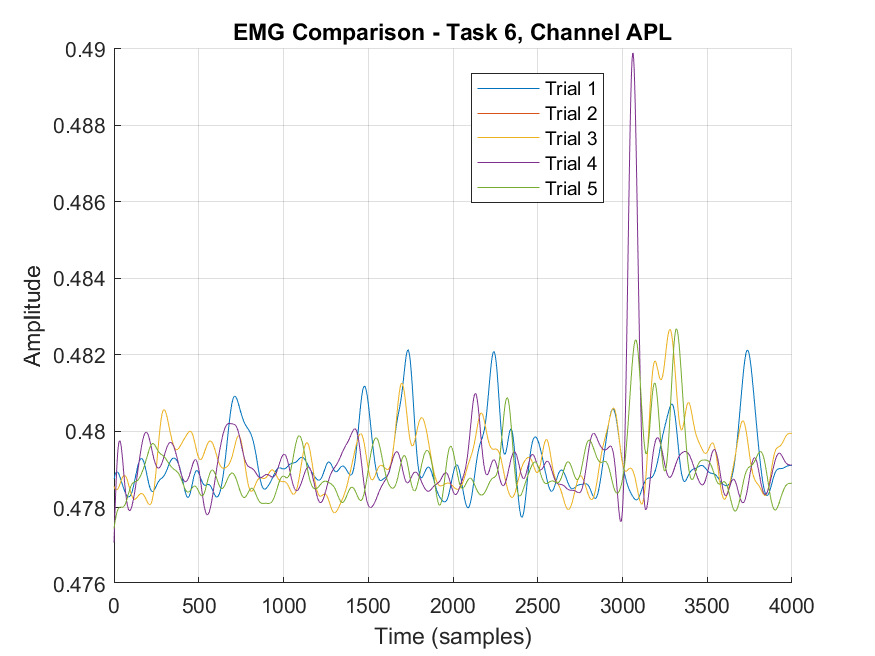 EMG Comparison - Task 6, Channel APL
0.49
0.488
0.486
0.484
0.482
0.48
0.478
0.476
Amplitude
Trial 1
Trial 2
Trial 3
Trial 4
Trial 5
0 500 1000 1500 2000 2500 3000 3500 4000
Time (samples)